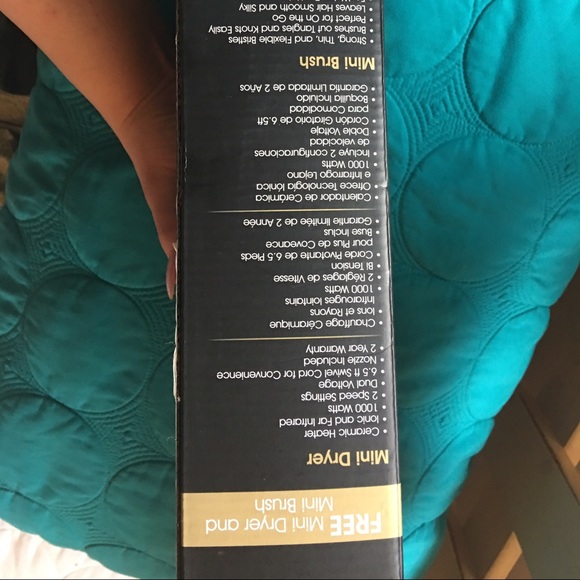 FREE Mini Dryer and
Mini Brush
Mini Dryer
• Ceramic Heater
• Ionic and Far Infrared
• 1000 Watts
• 2 Speed Settings
• Dual Voltage
• 6.5 ft Swivel Cord for Convenience
• Nozzle Included
• 2 Year Warranty
• Chauffage Céramique
• Ions et Rayons
Infrarouges lointains
• 1000 Watts
• 2 Réglages de Vitesse
• Bi Tension
• Corde Pivotante de 6.5 Pieds
pour Plus de Coveance
• Buse Inclus
• Garantie limitée de 2 Année
• Calentador de Cerámica
• Ofrece Tecnología Iónica
e Infrarrogo Lejano
• 1000 Watts
• Incluye 2 configuraciones
de velocidad
• Doble Voltaje
• Cordón Giratorio de 6.5ft
para Comodidad
• Boquilla Incluido
• Garantía Limitada de 2 Años
Mini Brush
• Strong, Thin, and Flexible Bristles
• Brushes out Knots and Tangles Easily
• Perfect for On the Go
• Leaves Hair Smooth and Silky